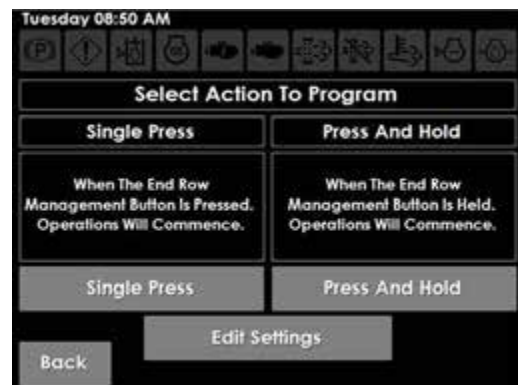 Tuesday 08:50 AM
(P)
Select Action To Program
Single Press
Press And Hold
When The End Row
Management Button Is Pressed.
Operations Will Commence.
When The End Row
Management Button Is Held.
Operations Will Commence.
Single Press
Press And Hold
Edit Settings
Back